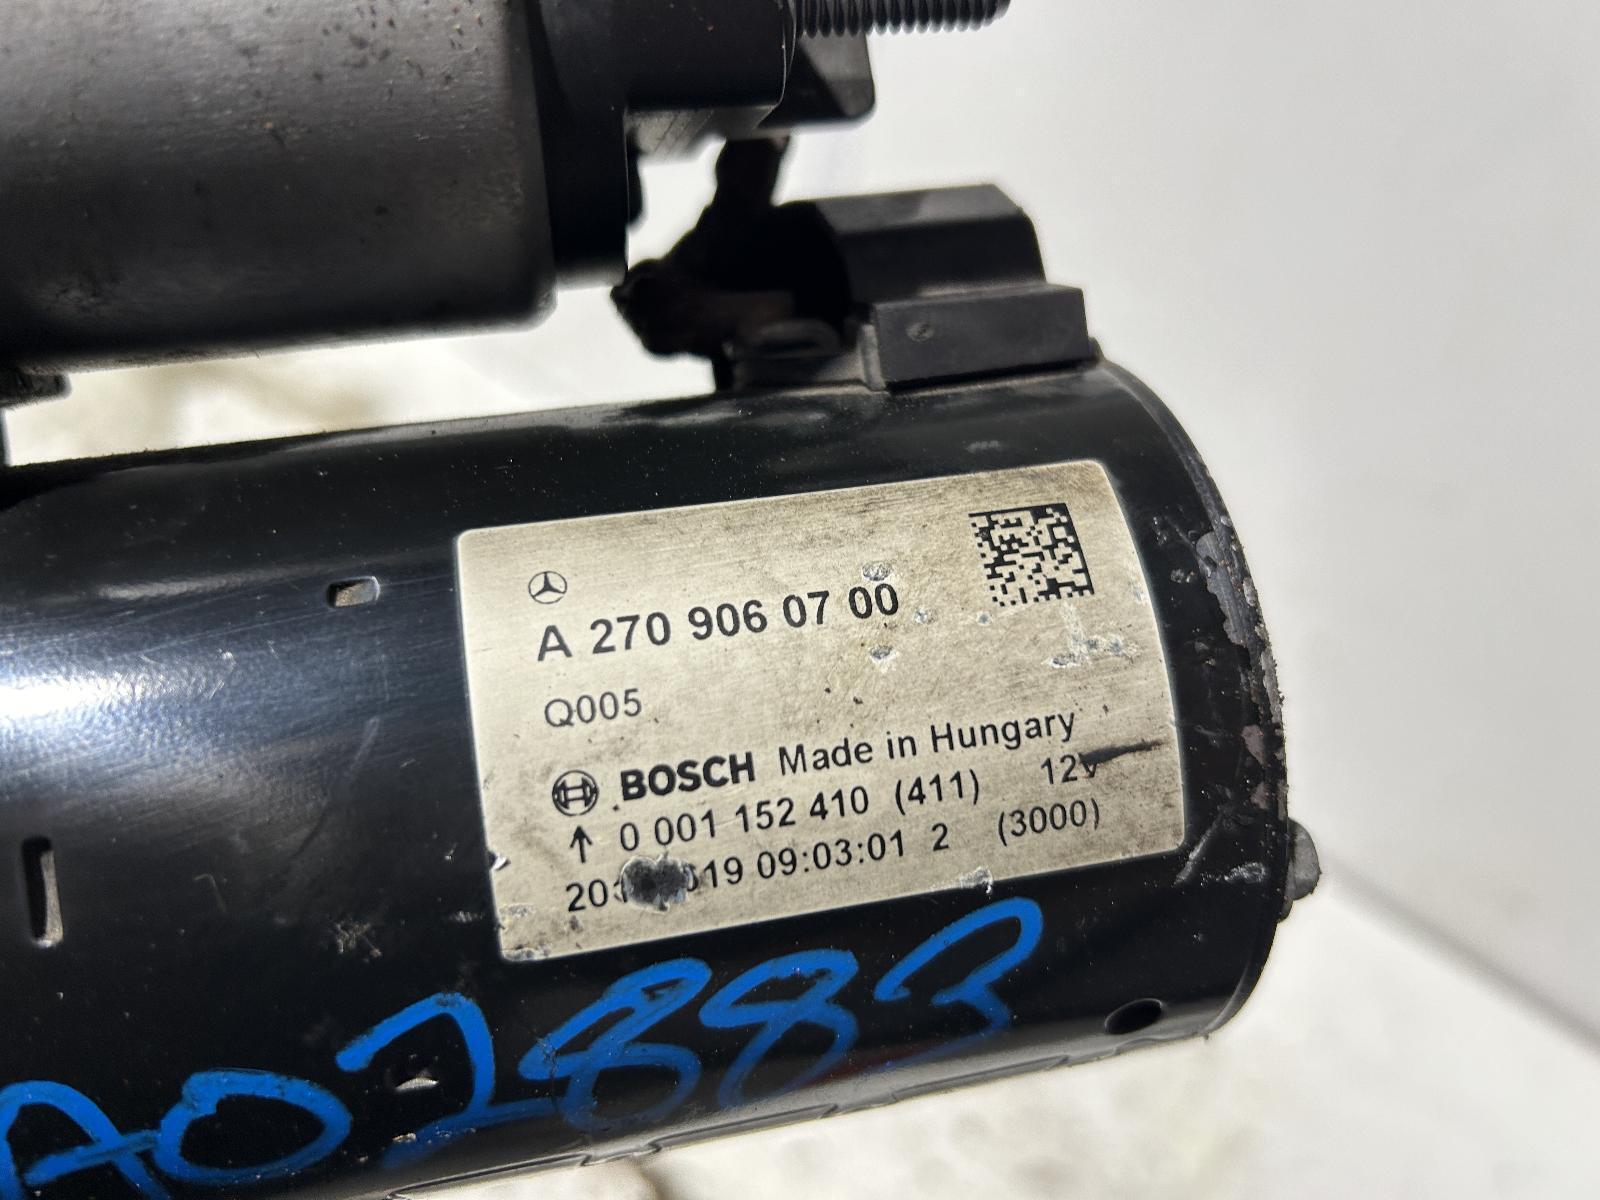 A 270 906 07 00
Q005
BOSCH Made in Hungary
↑ 0 001 152 410 (411) 12V
09:03:01 2 (3000)
A02883